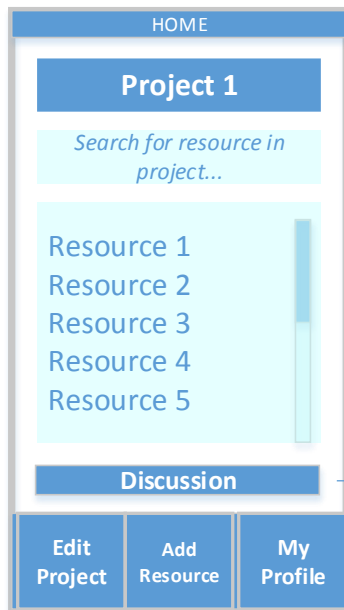 HOME
Project 1
Search for resource in
project...
Resource 1
Resource 2
Resource 3
Resource 4
Resource 5
Discussion
Edit
Project
Add
Resource
My
Profile